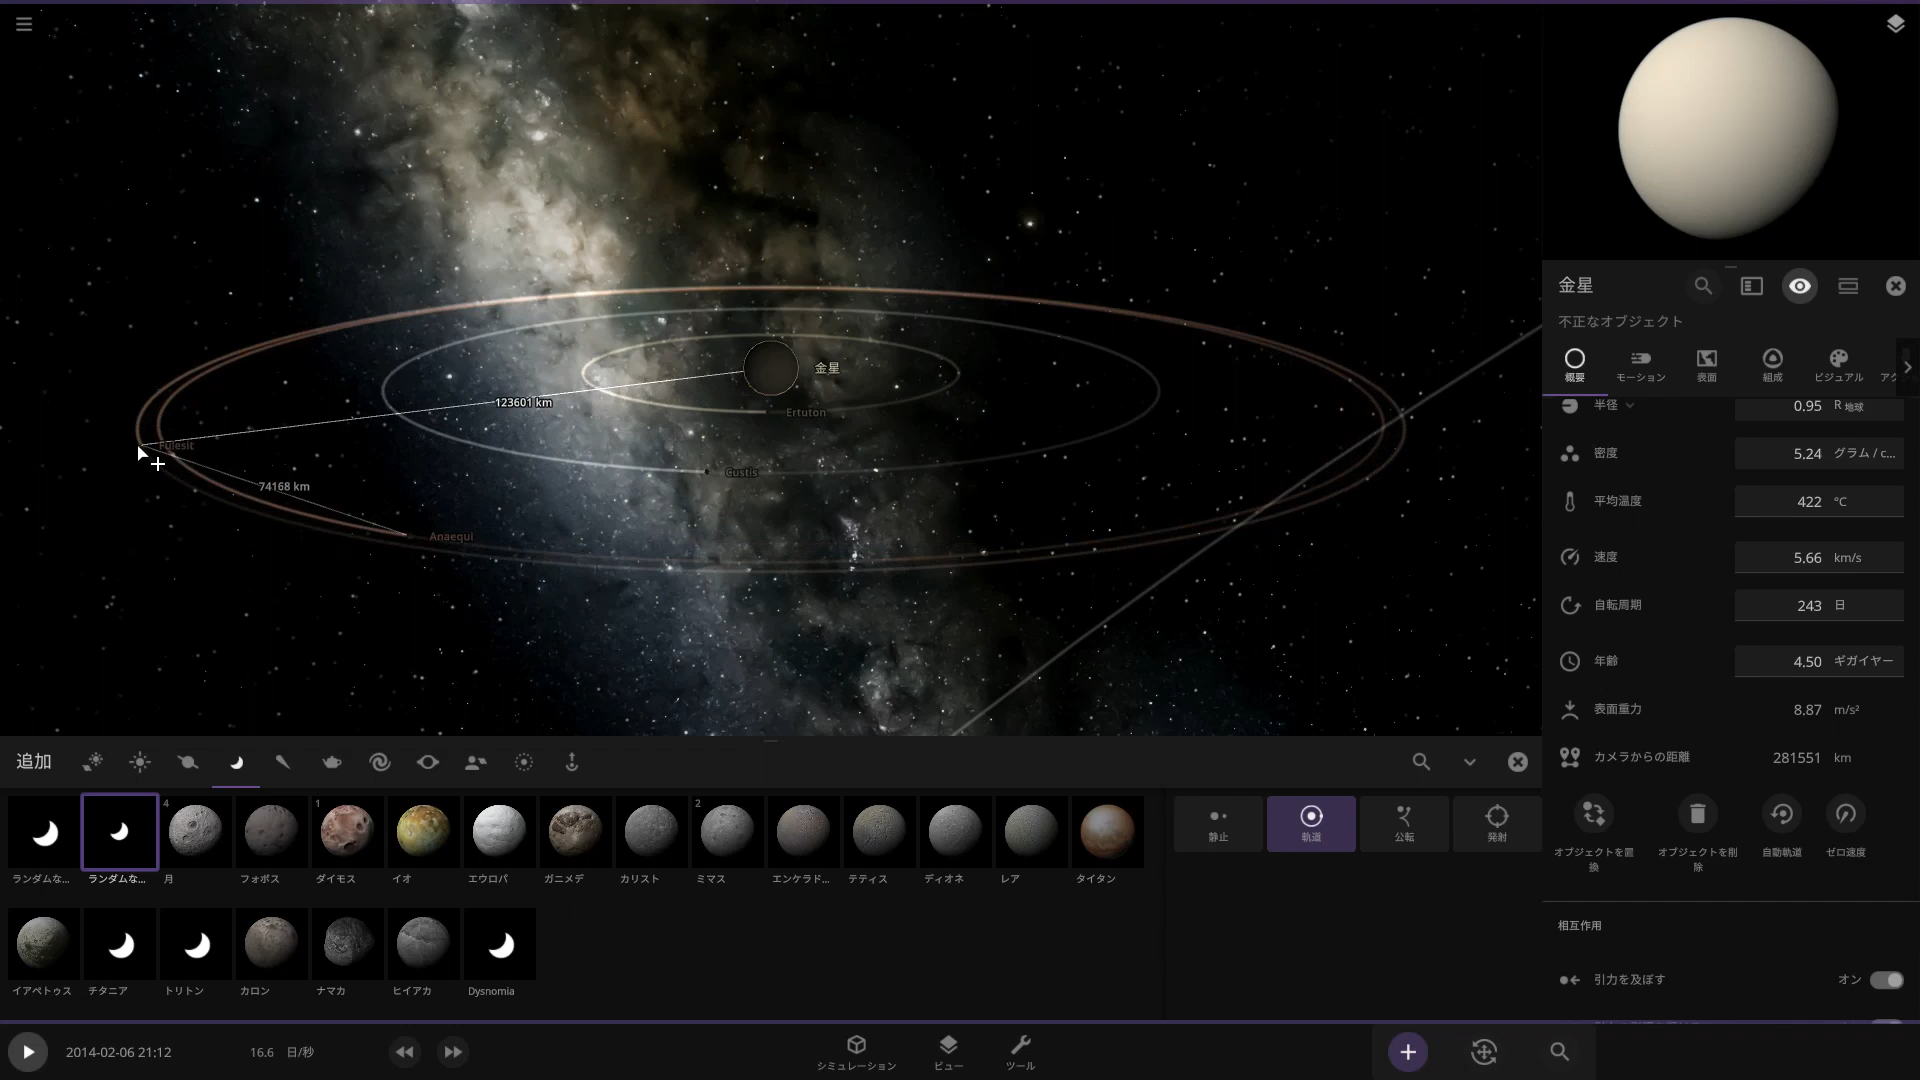 金星
123601 km
Ertuton
Fulesit
Custis
74168 km
Anaequi
金星
不正なオブジェクト
概要
モーション
表面
組成
ビジュアル
アク
半径
0.95
R 地球
密度
5.24
グラム / c...
平均温度
422
°C
速度
5.66
km/s
自転周期
243
日
年齢
4.50
ギガイヤー
表面重力
8.87
m/s²
カメラからの距離
281551
km
オブジェクトを置換
オブジェクトを削除
自動軌道
ゼロ速度
相互作用
引力を及ぼす
オン
追加
4
1
2
ランダムな...
ランダムな...
月
フォボス
ダイモス
イオ
エウロパ
ガニメデ
カリスト
ミマス
エンケラド...
テティス
ディオネ
レア
タイタン
静止
軌道
公転
発射
イアペトゥス
チタニア
トリトン
カロン
ナマカ
ヒイアカ
Dysnomia
2014-02-06 21:12
16.6
日/秒
シミュレーション
ビュー
ツール